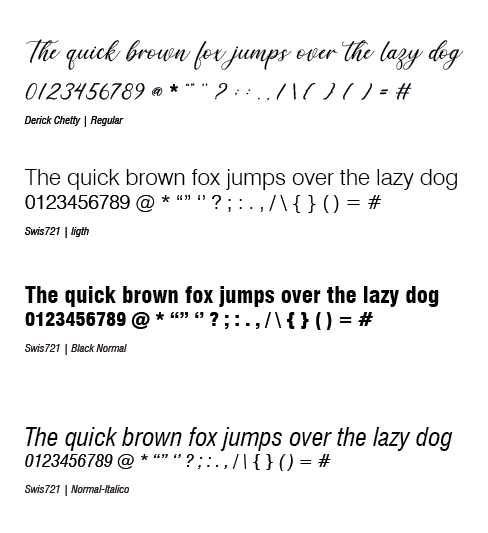 The quick brown fox jumps over the lazy dog
0123456789 @ * “” ‘’ ? ; : . , / \ { } ( ) = #
Derick Chetty | Regular
The quick brown fox jumps over the lazy dog
0123456789 @ * “” ‘’ ? ; : . , / \ { } ( ) = #
Swis721 | ligth
The quick brown fox jumps over the lazy dog
0123456789 @ * “” ‘’ ? ; : . , / \ { } ( ) = #
Swis721 | Black Normal
The quick brown fox jumps over the lazy dog
0123456789 @ * “” ‘’ ? ; : . , / \ { } ( ) = #
Swis721 | Normal-Italico